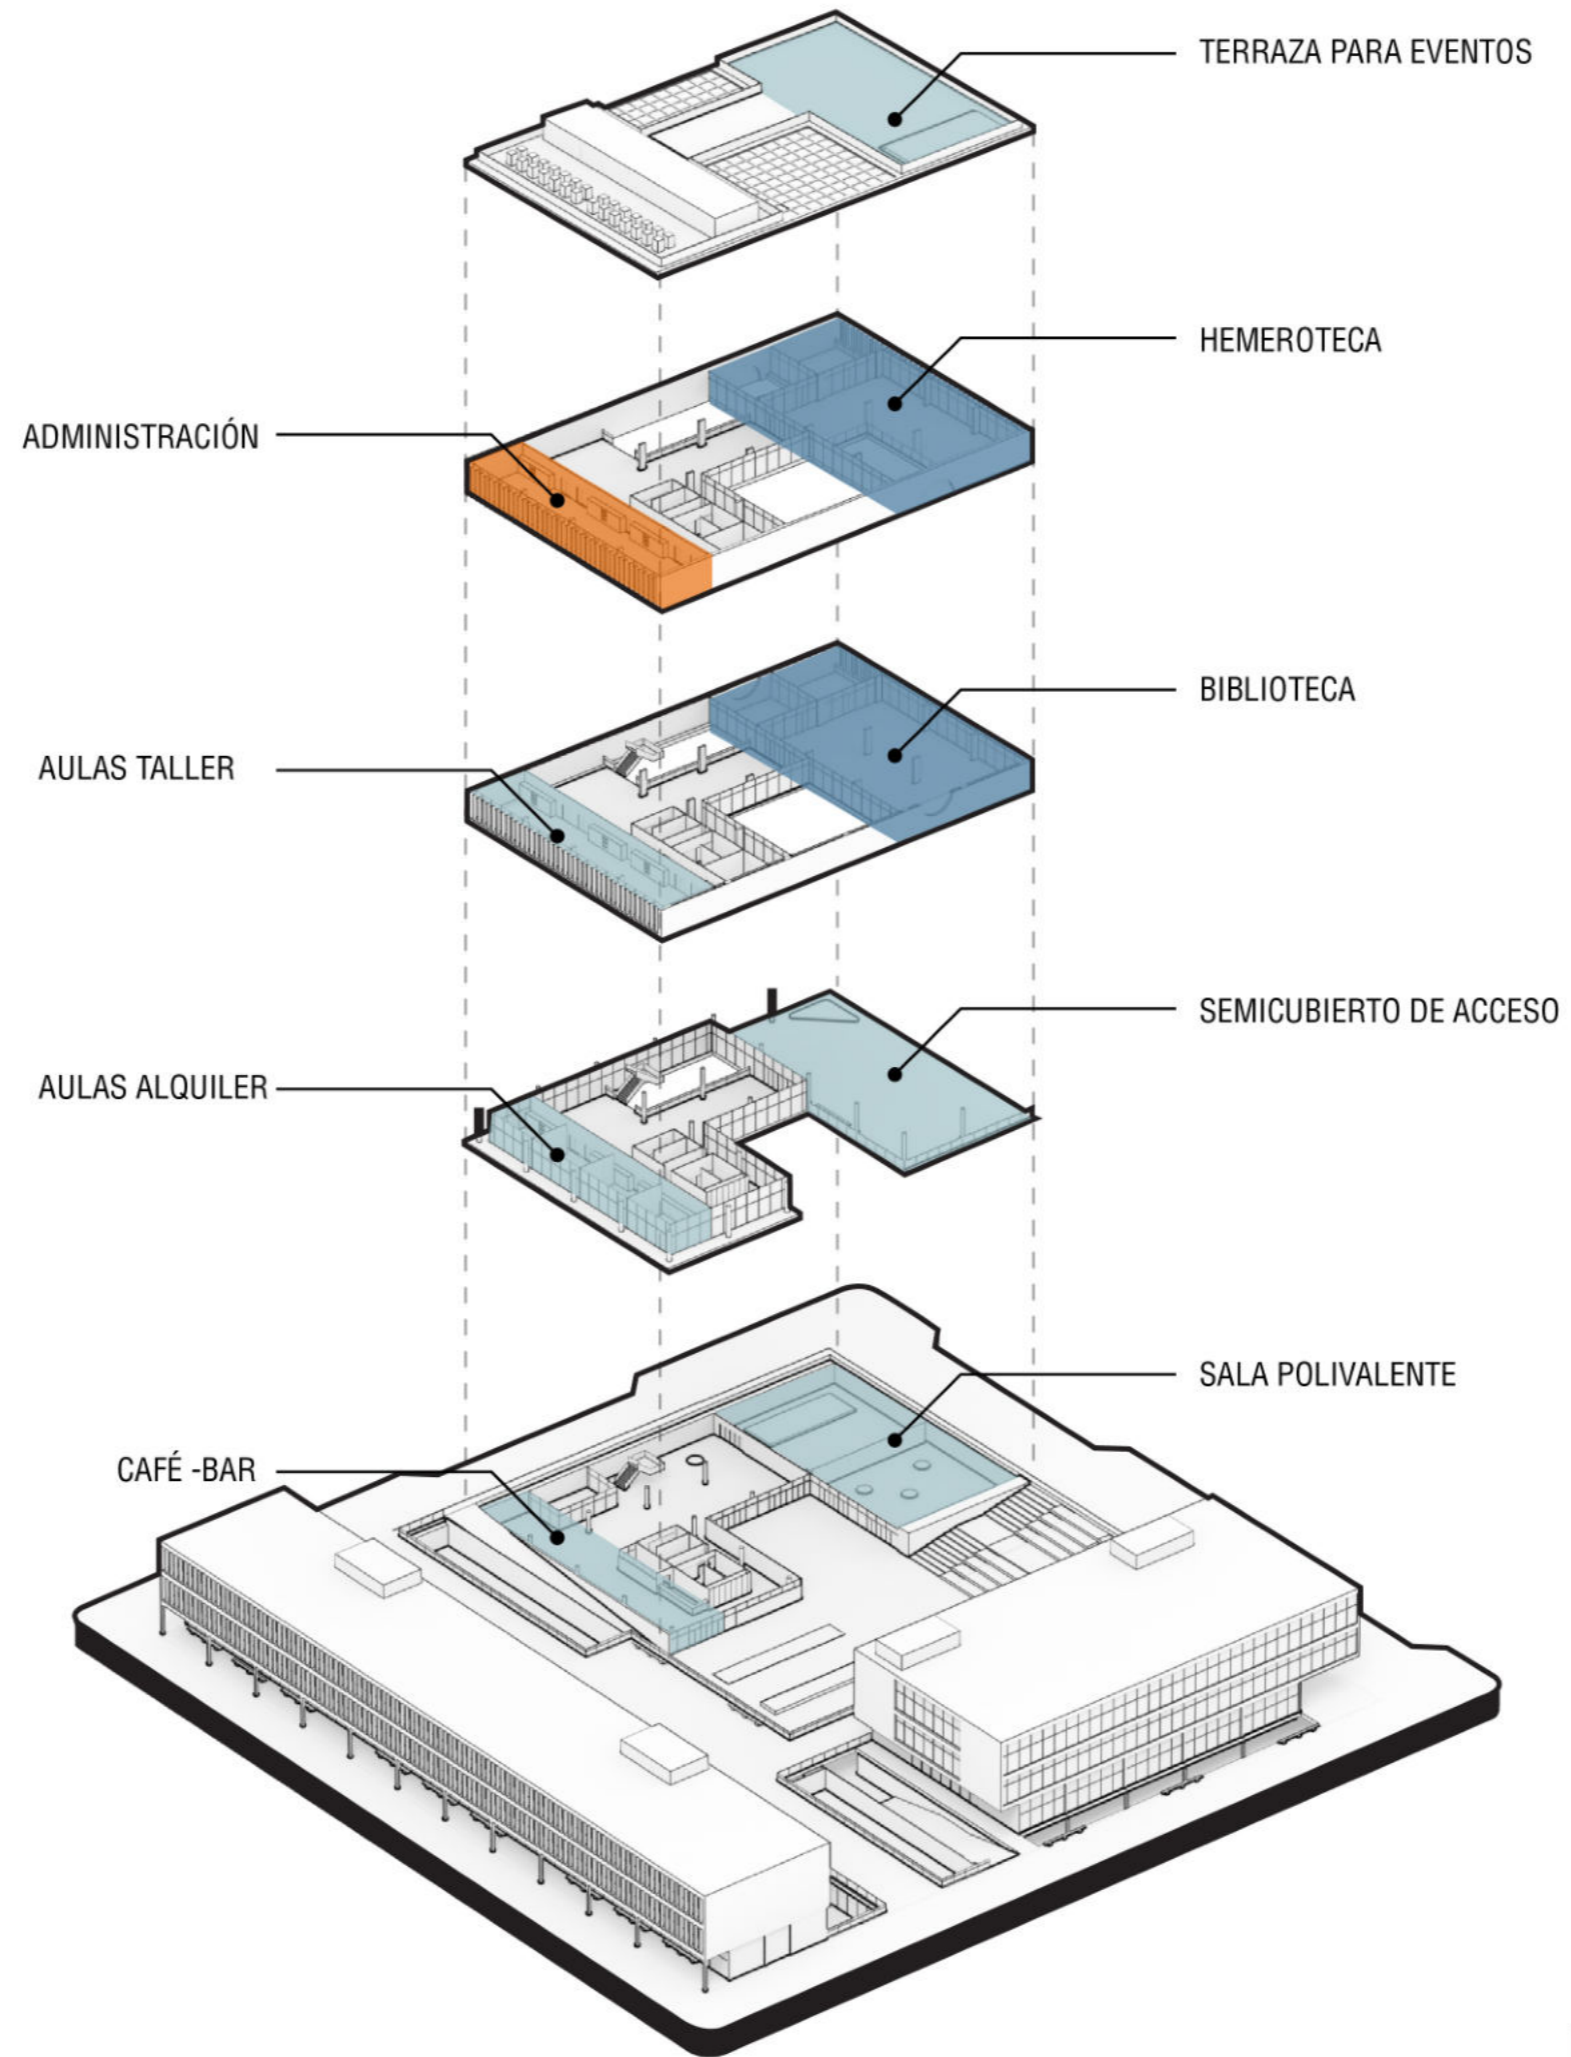 TERRAZA PARA EVENTOS
HEMEROTECA
ADMINISTRACIÓN
BIBLIOTECA
AULAS TALLER
SEMICUBIERTO DE ACCESO
AULAS ALQUILER
SALA POLIVALENTE
CAFÉ -BAR